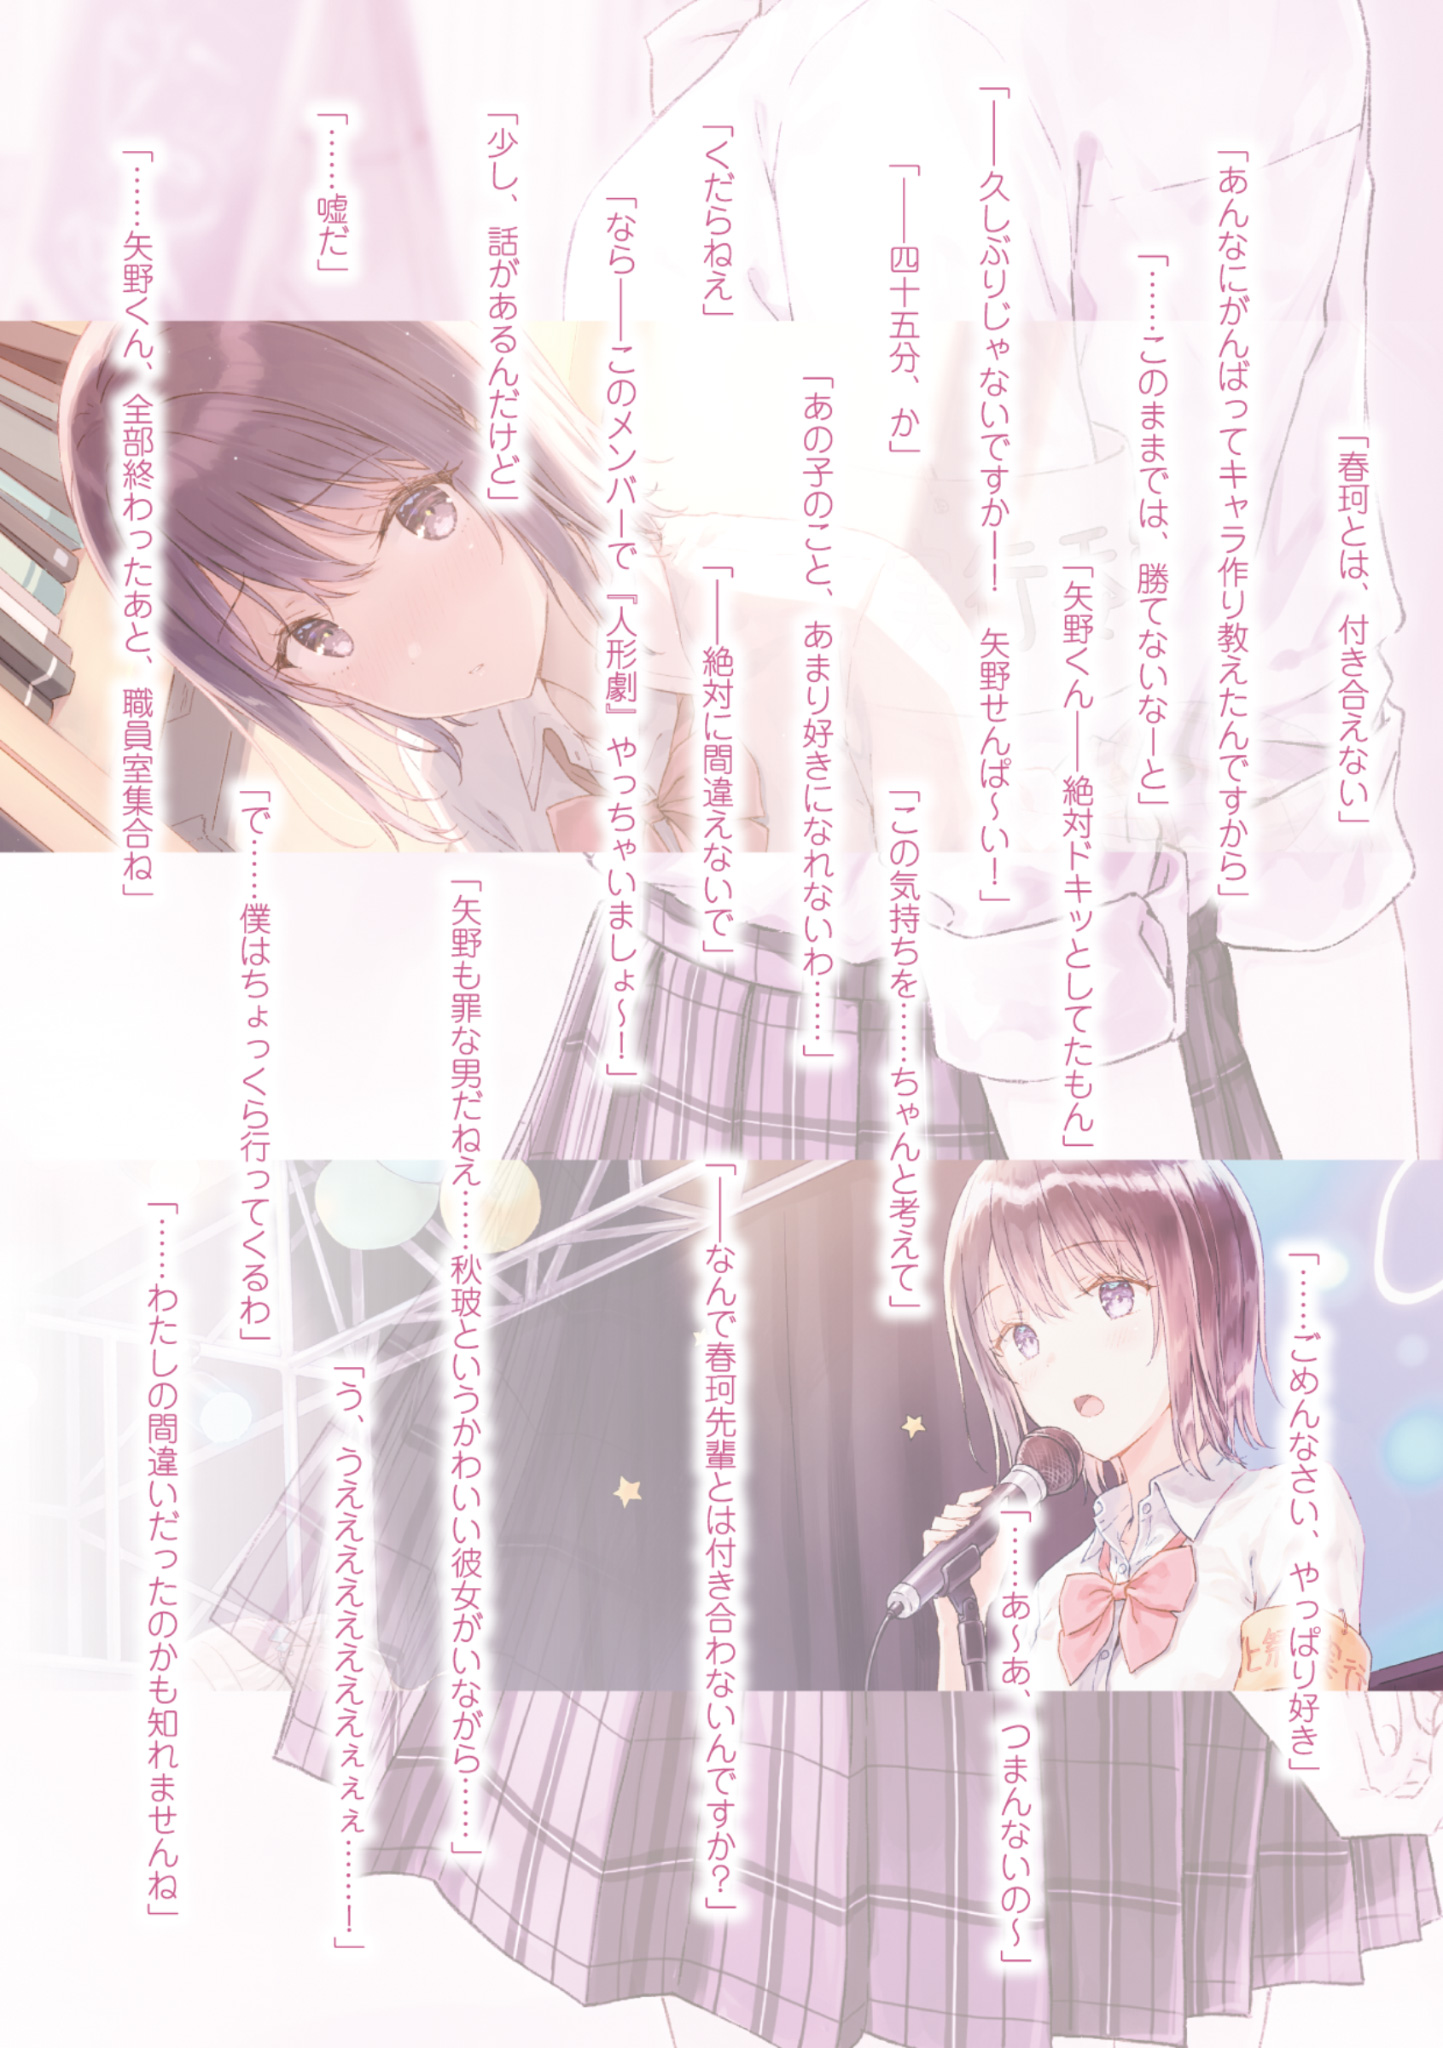 「春珂とは、付き合えない」
「……ごめんなさい、やっぱり好き」
「あんなにがんばってキャラ作り教えたんですから」
「……このままでは、勝てないなーと」
「矢野くん――絶対ドキッとしてたもん」
「……あ～あ、つまんないの～」
「――久しぶりじゃないですかー！　矢野せんぱ～い！」
「――四十五分、か」
「この気持ちを……ちゃんと考えて」
「あの子のこと、あまり好きになれないわ……」
「くだらねえ」
「――絶対に間違えないで」
「――なんで春珂先輩とは付き合わないんですか？」
「なら――このメンバーで『人形劇』やっちゃいましょ～！」
「少し、話があるんだけど」
「矢野も罪な男だねえ……秋玻というかわいい彼女がいながら……」
「……嘘だ」
「う、うええええええええぇぇぇ……！」
「で……僕はちょっくら行ってくるわ」
「……矢野くん、全部終わったあと、職員室集合ね」
「……わたしの間違いだったのかも知れませんね」